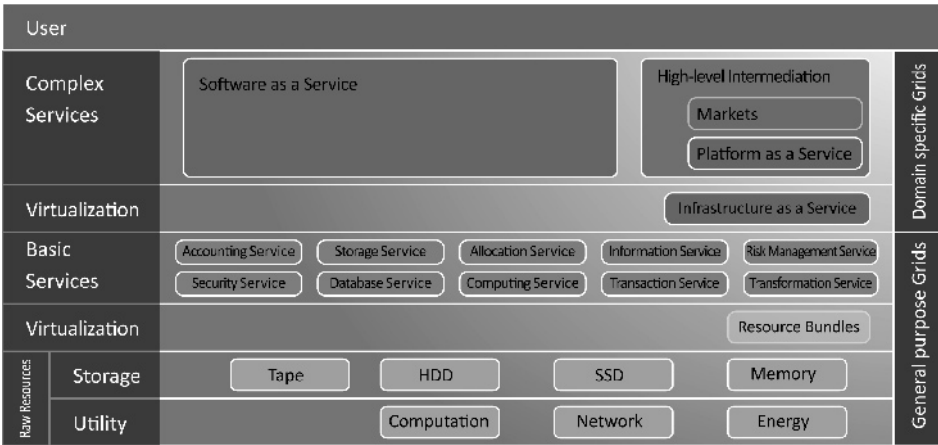 User
Complex
Services
Software as a Service
High-level Intermediation
Markets
Platform as a Service
Domain specific Grids
Virtualization
Infrastructure as a Service
Basic
Services
Accounting Service
Storage Service
Allocation Service
Information Service
Risk Management Service
Security Service
Database Service
Computing Service
Transaction Service
Transformation Service
General purpose Grids
Virtualization
Resource Bundles
Raw Resources
Storage
Tape
HDD
SSD
Memory
Utility
Computation
Network
Energy